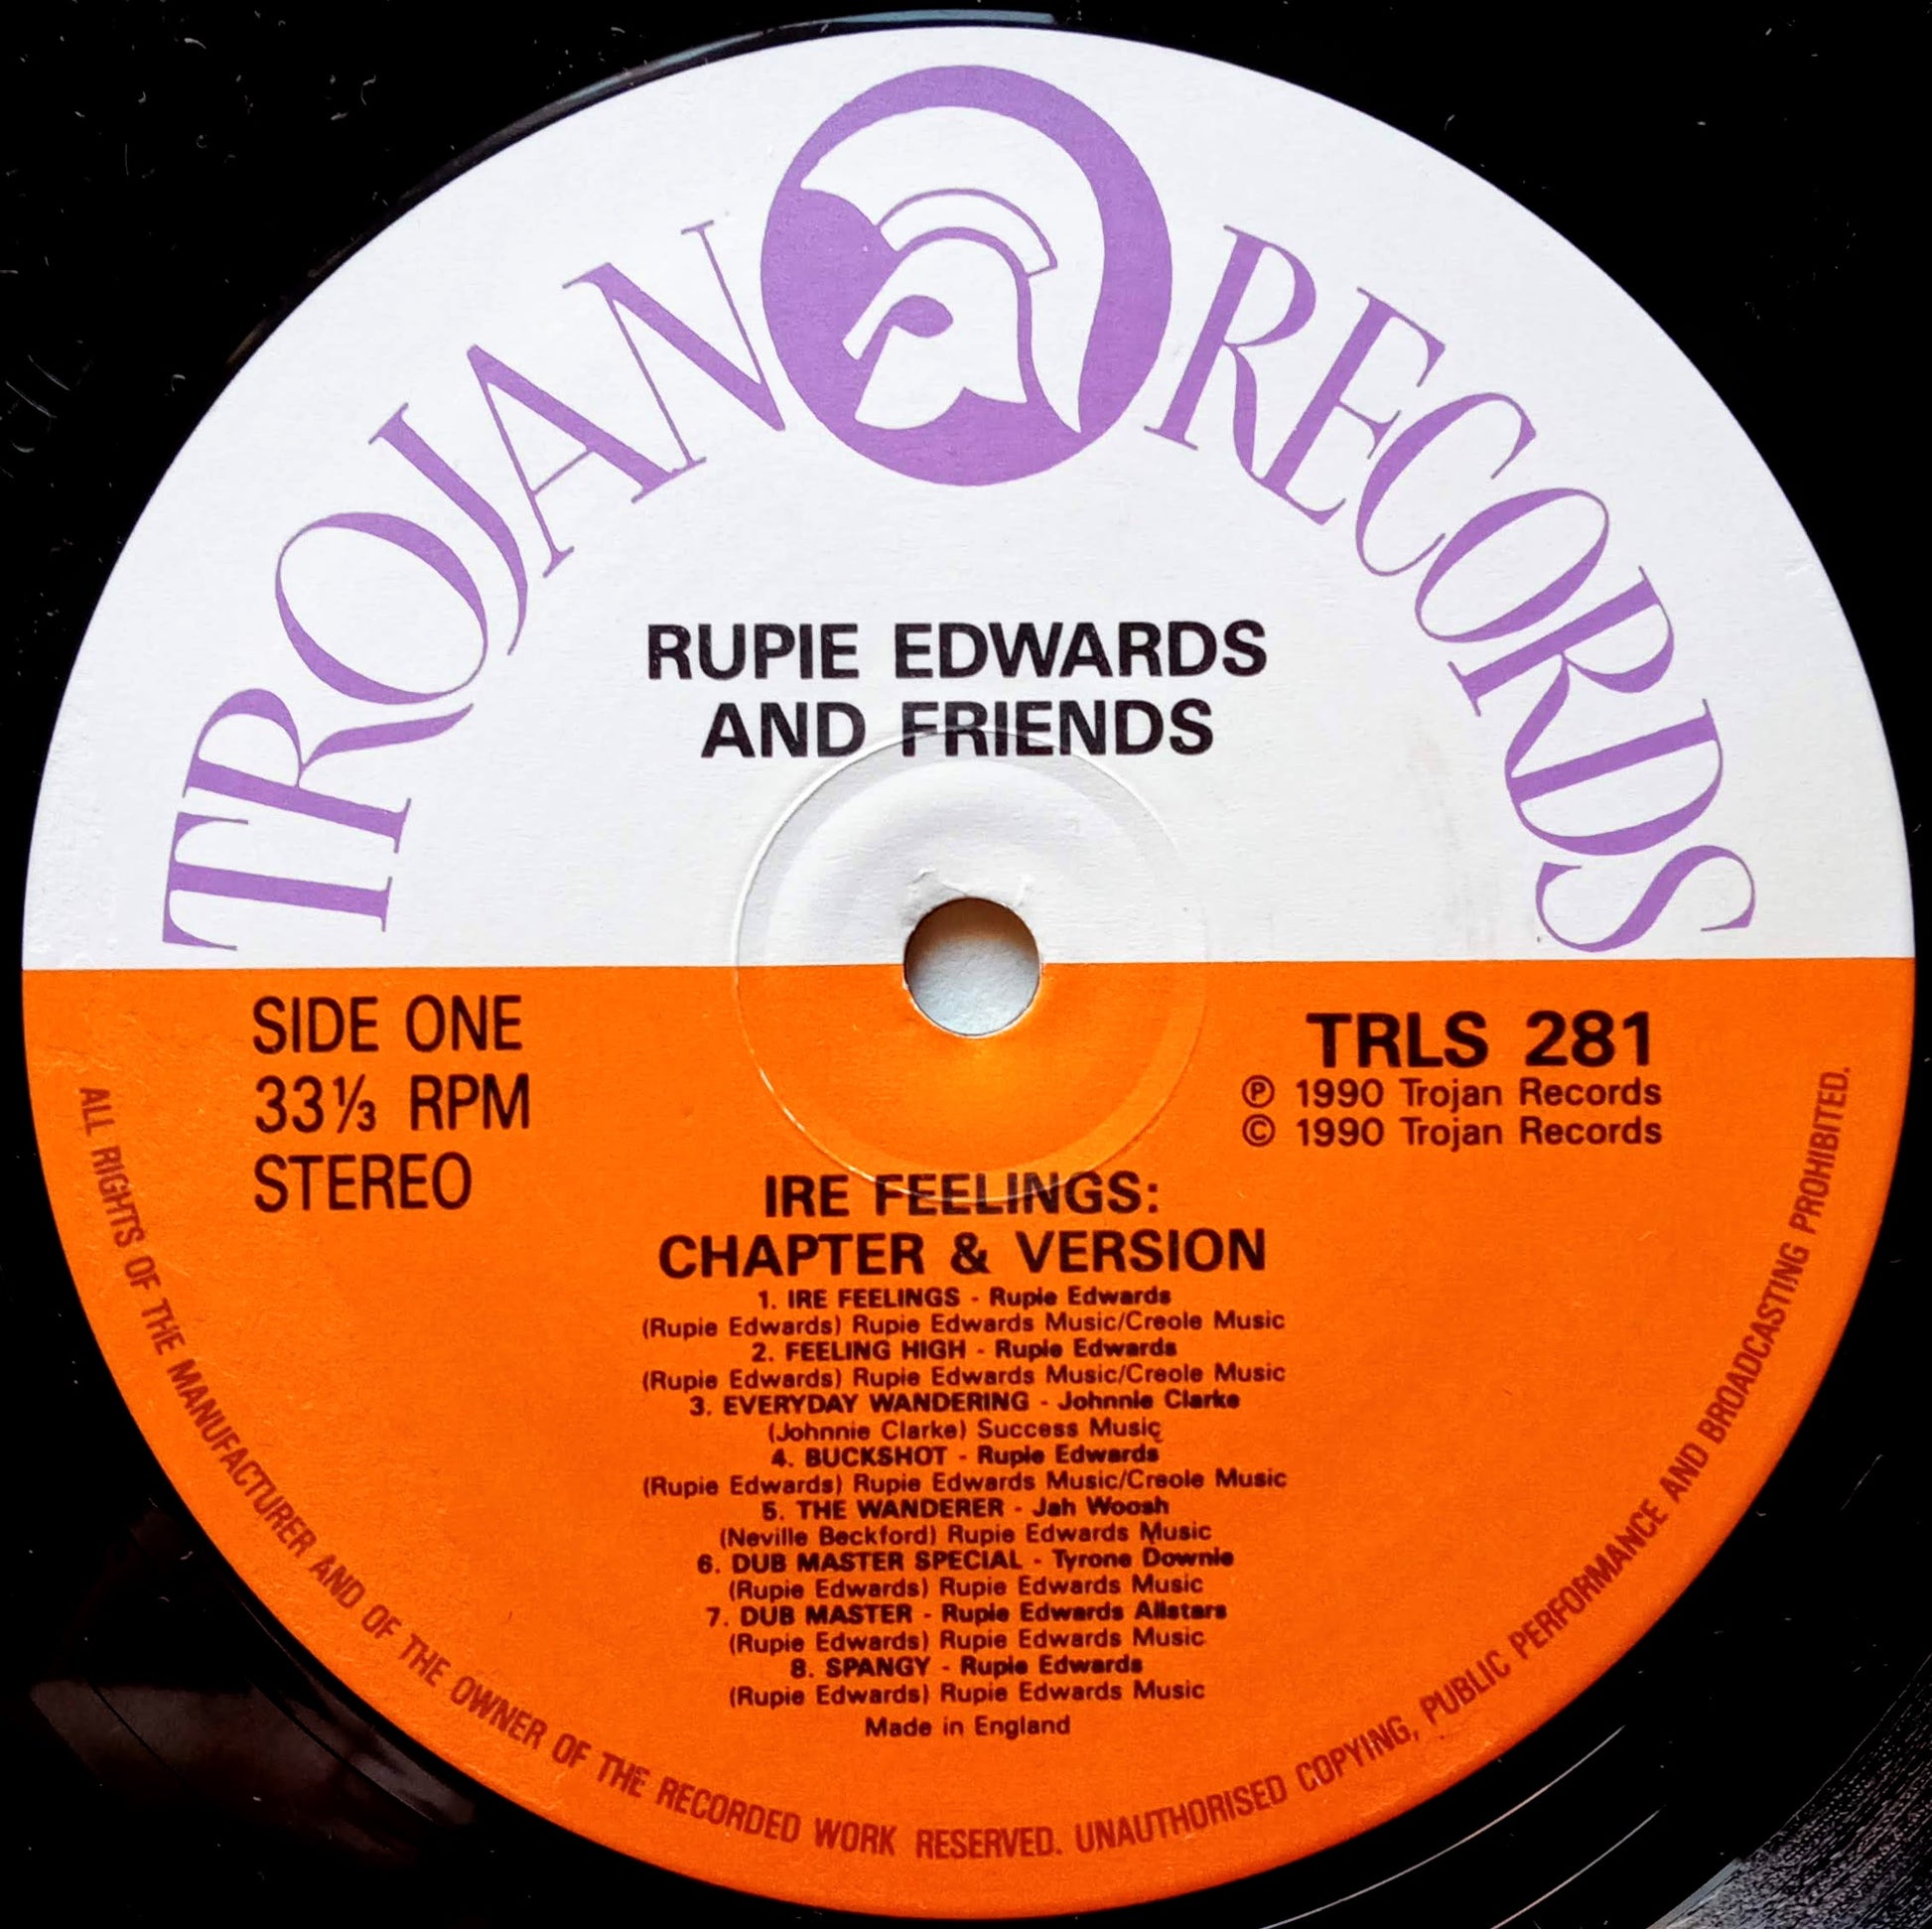 TROJAN RECORDS
RUPIE EDWARDS
AND FRIENDS
SIDE ONE
33⅓ RPM
STEREO
TRLS 281
℗ 1990 Trojan Records
© 1990 Trojan Records
IRE FEELINGS:
CHAPTER & VERSION
1. IRE FEELINGS - Rupie Edwards
(Rupie Edwards) Rupie Edwards Music/Creole Music
2. FEELING HIGH - Rupie Edwards
(Rupie Edwards) Rupie Edwards Music/Creole Music
3. EVERYDAY WANDERING - Johnnie Clarke
(Johnnie Clarke) Success Music
4. BUCKSHOT - Rupie Edwards
(Rupie Edwards) Rupie Edwards Music/Creole Music
5. THE WANDERER - Jah Woosh
(Neville Beckford) Rupie Edwards Music
6. DUB MASTER SPECIAL - Tyrone Downie
(Rupie Edwards) Rupie Edwards Music
7. DUB MASTER - Rupie Edwards Allstars
(Rupie Edwards) Rupie Edwards Music
8. SPANGY - Rupie Edwards
(Rupie Edwards) Rupie Edwards Music
Made in England
ALL RIGHTS OF THE MANUFACTURER AND OF THE OWNER OF THE RECORDED WORK RESERVED. UNAUTHORISED COPYING, PUBLIC PERFORMANCE AND BROADCASTING PROHIBITED.